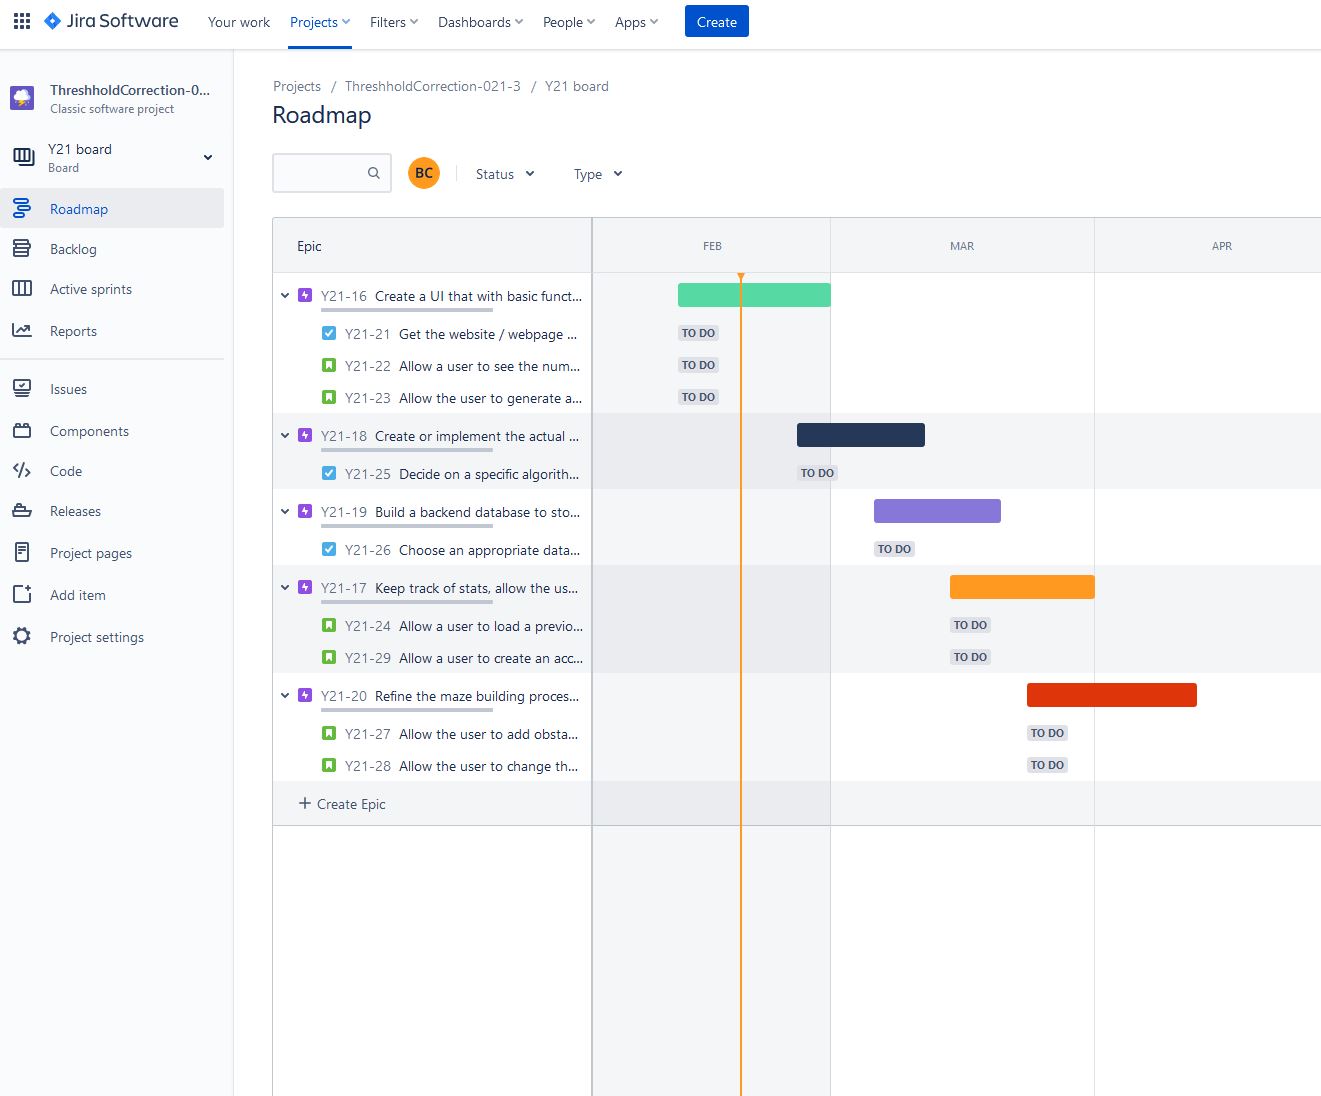 Jira Software Your work Projects Filters Dashboards People Apps Create
ThreshholdCorrection-0...
Classic software project
Y21 board
Board
Roadmap
Backlog
Active sprints
Reports
Issues
Components
Code
Releases
Project pages
Add item
Project settings
Projects / ThreshholdCorrection-021-3 / Y21 board
Roadmap
BC Status Type
Epic FEB MAR APR
Y21-16 Create a UI that with basic funct...
Y21-21 Get the website / webpage ... TO DO
Y21-22 Allow a user to see the num... TO DO
Y21-23 Allow the user to generate a... TO DO
Y21-18 Create or implement the actual ...
Y21-25 Decide on a specific algorith... TO DO
Y21-19 Build a backend database to sto...
Y21-26 Choose an appropriate data... TO DO
Y21-17 Keep track of stats, allow the us...
Y21-24 Allow a user to load a previo... TO DO
Y21-29 Allow a user to create an acc... TO DO
Y21-20 Refine the maze building proces...
Y21-27 Allow the user to add obsta... TO DO
Y21-28 Allow the user to change th... TO DO
+ Create Epic